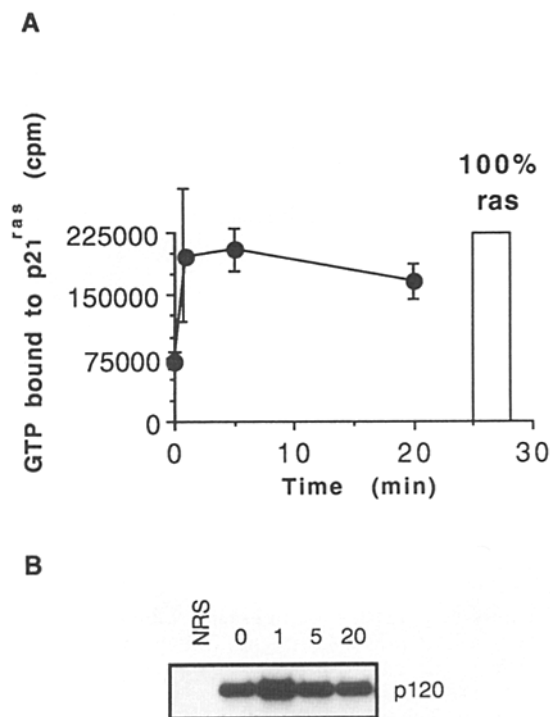 A
GTP bound to p21ras (cpm)
100%
ras
225000
150000
75000
0
0 10 20 30
Time (min)
B
NRS 0 1 5 20
p120